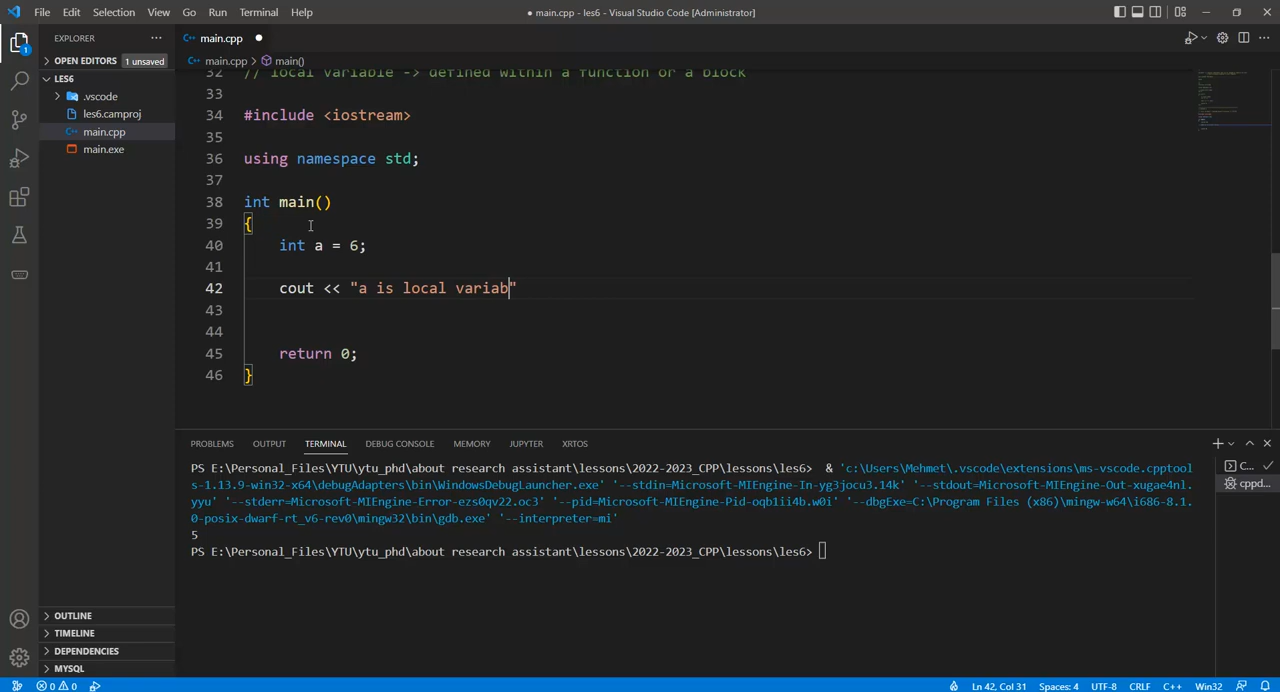 File Edit Selection View Go Run Terminal Help
● main.cpp - les6 - Visual Studio Code [Administrator]
EXPLORER
main.cpp
OPEN EDITORS 1 unsaved
main.cpp > main()
LES6
.vscode
les6.camproj
main.cpp
main.exe
1
32 // local variable -> defined within a function or a block
33
34 #include <iostream>
35
36 using namespace std;
37
38 int main()
39 {
40 int a = 6;
41
42 cout << "a is local variab"
43
44
45 return 0;
46 }
PROBLEMS OUTPUT TERMINAL DEBUG CONSOLE MEMORY JUPYTER XRTOS
PS E:\Personal_Files\YTU\ytu_phd\about research assistant\lessons\2022-2023_CPP\lessons\les6> & 'c:\Users\Mehmet\.vscode\extensions\ms-vscode.cpptool
s-1.13.9-win32-x64\debugAdapters\bin\WindowsDebugLauncher.exe' '--stdin=Microsoft-MIEngine-In-yg3jocu3.14k' '--stdout=Microsoft-MIEngine-Out-xugae4nl.
yyu' '--stderr=Microsoft-MIEngine-Error-ezs0qv22.oc3' '--pid=Microsoft-MIEngine-Pid-oqb1ii4b.w0i' '--dbgExe=C:\Program Files (x86)\mingw-w64\i686-8.1.
0-posix-dwarf-rt_v6-rev0\mingw32\bin\gdb.exe' '--interpreter=mi'
5
PS E:\Personal_Files\YTU\ytu_phd\about research assistant\lessons\2022-2023_CPP\lessons\les6>
C...
cppd...
OUTLINE
TIMELINE
DEPENDENCIES
MYSQL
0 0 Ln 42, Col 31 Spaces: 4 UTF-8 CRLF C++ Win32